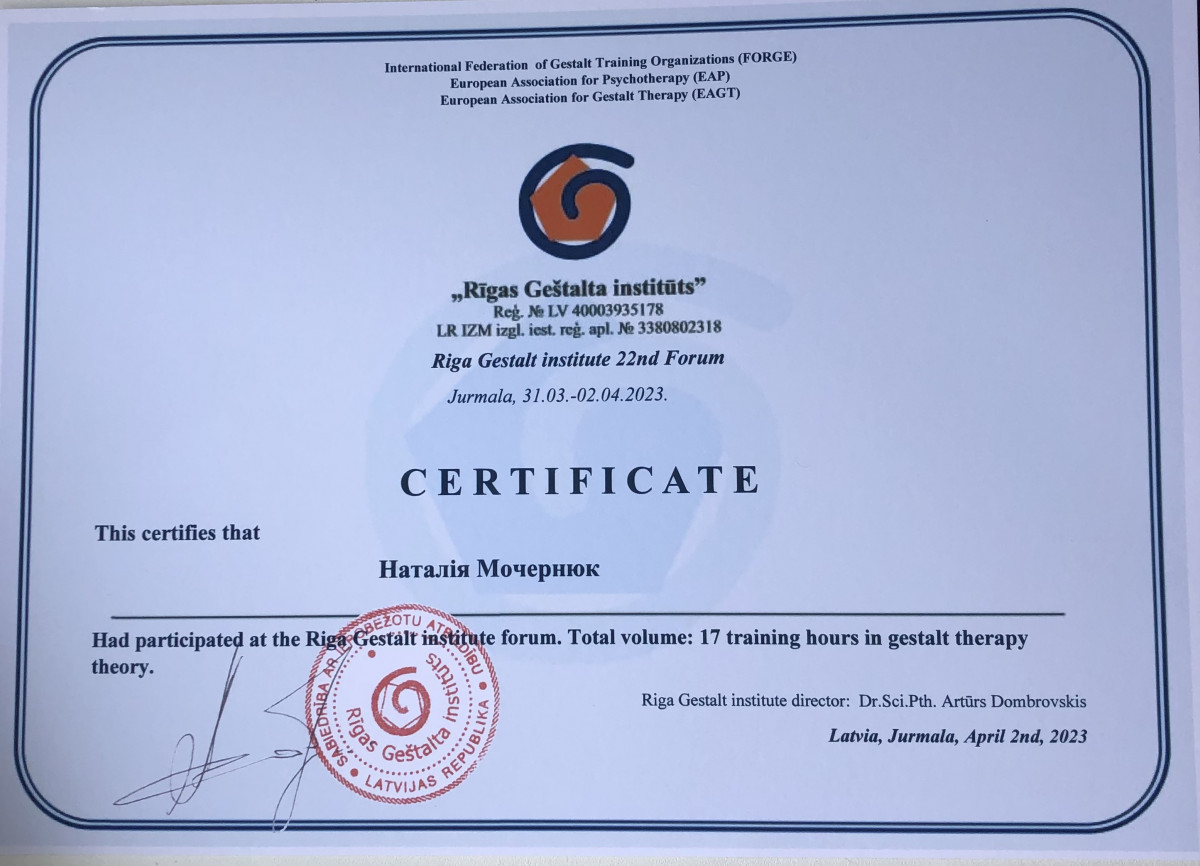 International Federation of Gestalt Training Organizations (FORGE)
European Association for Psychotherapy (EAP)
European Association for Gestalt Therapy (EAGT)
„Rīgas Geštalta institūts”
Reģ. № LV 40003935178
LR IZM izgl. iest. reģ. apl. № 3380802318
Riga Gestalt institute 22nd Forum
Jurmala, 31.03.-02.04.2023.
CERTIFICATE
This certifies that
Наталія Мочернюк
Had participated at the Riga Gestalt institute forum. Total volume: 17 training hours in gestalt therapy
theory.
SABIEDRĪBA AR IEROBEŽOTU ATBILDĪBU
LATVIJAS REPUBLIKA
Rīgas Geštalta institūts
Riga Gestalt institute director: Dr.Sci.Pth. Artūrs Dombrovskis
Latvia, Jurmala, April 2nd, 2023